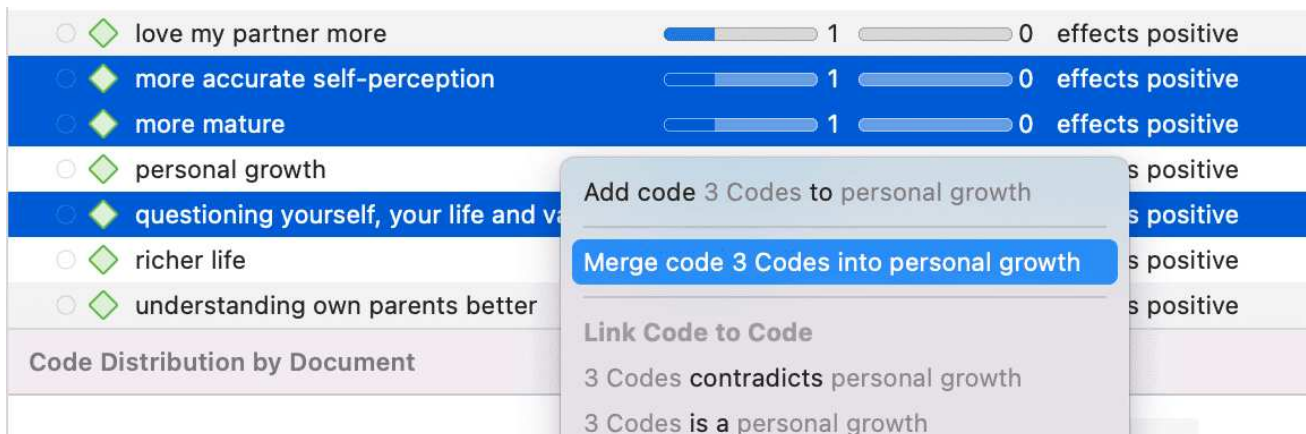 love my partner more 1 0 effects positive
more accurate self-perception 1 0 effects positive
more mature 1 0 effects positive
personal growth s positive
Add code 3 Codes to personal growth
questioning yourself, your life and s positive
Merge code 3 Codes into personal growth
richer life s positive
understanding own parents better s positive
Link Code to Code
Code Distribution by Document
3 Codes contradicts personal growth
3 Codes is a personal growth